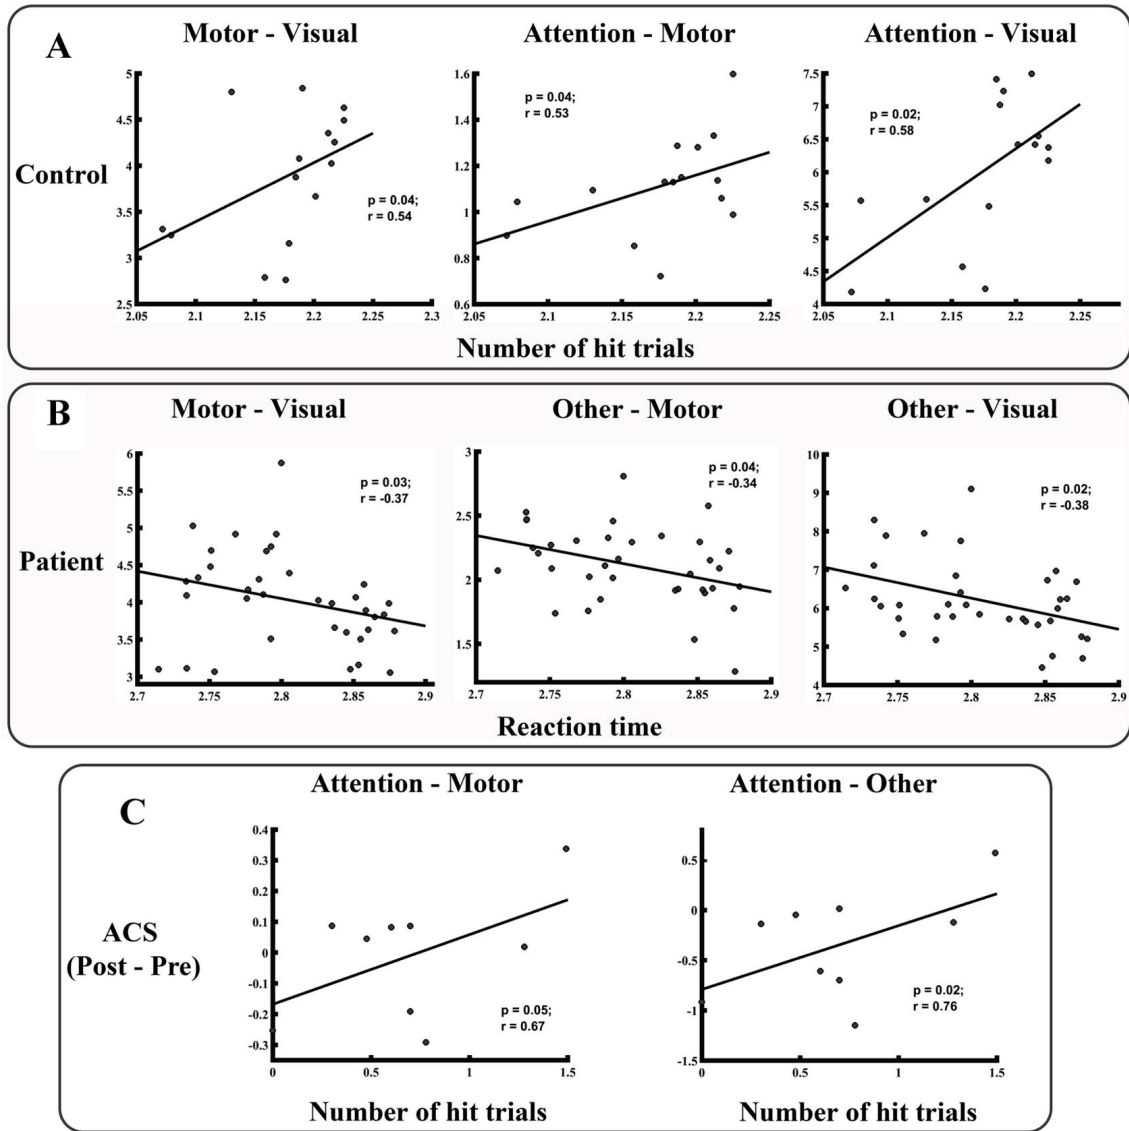 A
Motor - Visual
Attention - Motor
Attention - Visual
Control
5
4.5
4
3.5
3
2.5
2.05
2.1
2.15
2.2
2.25
2.3
p = 0.04;
r = 0.54
1.6
1.4
1.2
1
0.8
0.6
2.05
2.1
2.15
2.2
2.25
p = 0.04;
r = 0.53
7.5
7
6.5
6
5.5
5
4.5
4
2.05
2.1
2.15
2.2
2.25
p = 0.02;
r = 0.58
Number of hit trials
B
Motor - Visual
Other - Motor
Other - Visual
Patient
6
5.5
5
4.5
4
3.5
3
2.7
2.75
2.8
2.85
2.9
p = 0.03;
r = -0.37
3
2.5
2
1.5
2.7
2.75
2.8
2.85
2.9
p = 0.04;
r = -0.34
10
9
8
7
6
5
4
2.7
2.75
2.8
2.85
2.9
p = 0.02;
r = -0.38
Reaction time
C
Attention - Motor
Attention - Other
ACS
(Post - Pre)
0.4
0.3
0.2
0.1
0
-0.1
-0.2
-0.3
0
0.5
1
1.5
p = 0.05;
r = 0.67
0.5
0
-0.5
-1
-1.5
0
0.5
1
1.5
p = 0.02;
r = 0.76
Number of hit trials
Number of hit trials